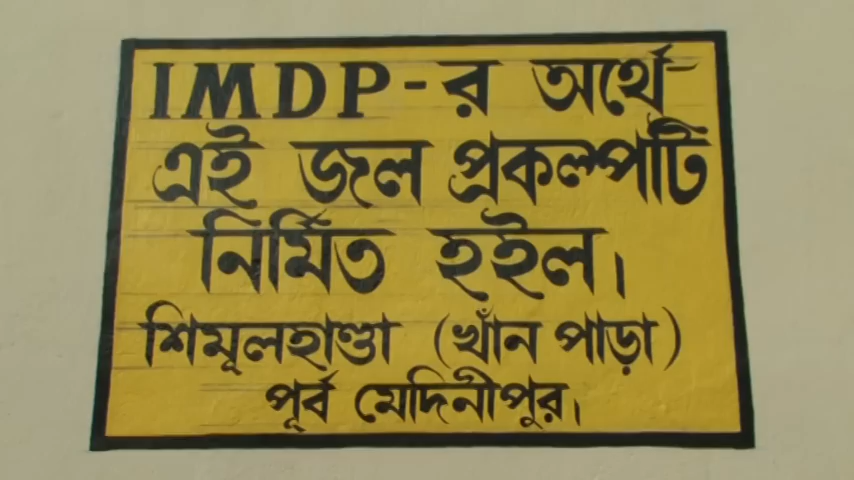 IMDP-র অর্থে
এই জল প্রকল্পটি
নির্মিত হইল।
শিমূলহাণ্ডা (খাঁন পাড়া)
পূর্ব মেদিনীপুর।